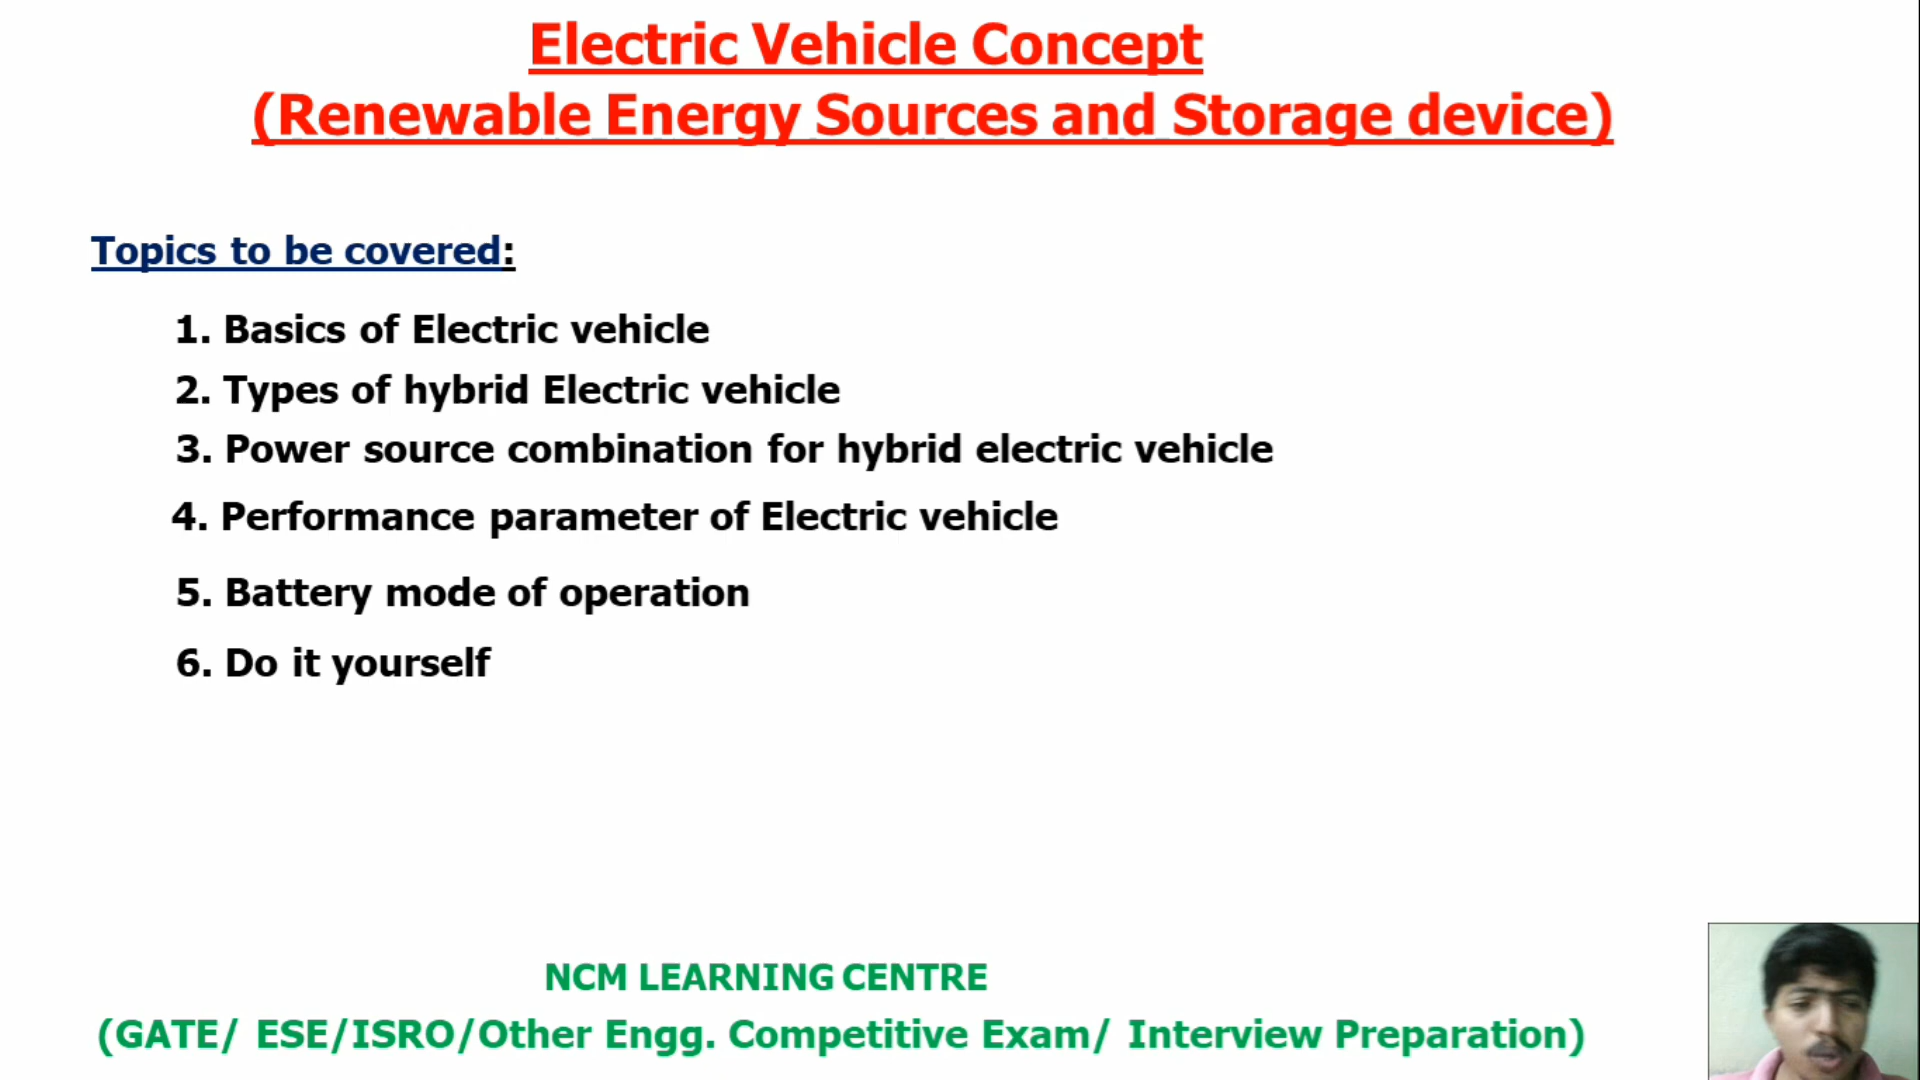 Electric Vehicle Concept
(Renewable Energy Sources and Storage device)
Topics to be covered:
1. Basics of Electric vehicle
2. Types of hybrid Electric vehicle
3. Power source combination for hybrid electric vehicle
4. Performance parameter of Electric vehicle
5. Battery mode of operation
6. Do it yourself
NCM LEARNING CENTRE
(GATE/ ESE/ISRO/Other Engg. Competitive Exam/ Interview Preparation)